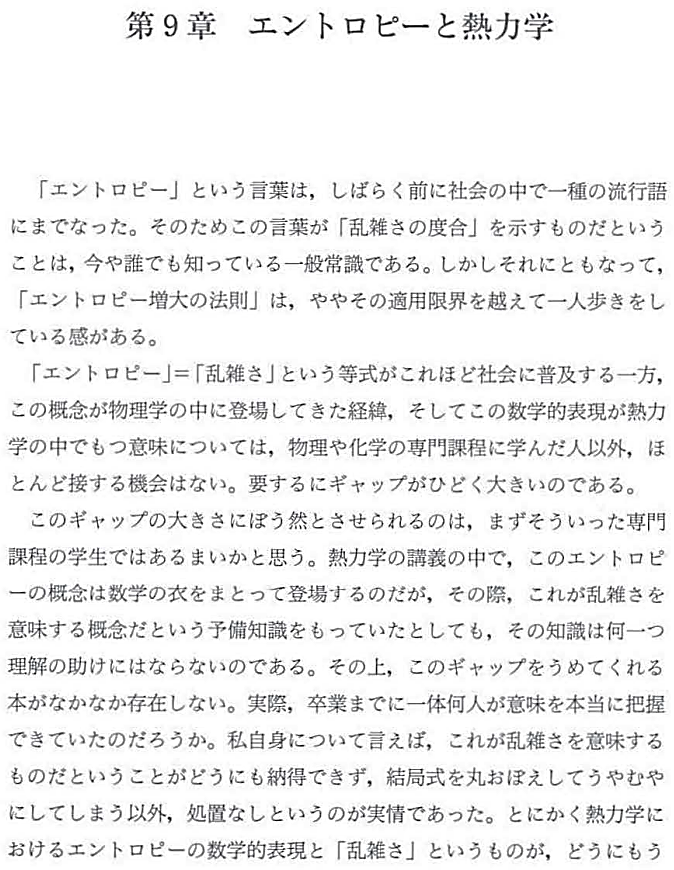 第9章　エントロピーと熱力学
「エントロピー」という言葉は，しばらく前に社会の中で一種の流行語
にまでなった。そのためこの言葉が「乱雑さの度合」を示すものだという
ことは，今や誰でも知っている一般常識である。しかしそれにともなって，
「エントロピー増大の法則」は，ややその適用限界を越えて一人歩きをし
ている感がある。
「エントロピー」＝「乱雑さ」という等式がこれほど社会に普及する一方，
この概念が物理学の中に登場してきた経緯，そしてこの数学的表現が熱力
学の中でもつ意味については，物理や化学の専門課程に学んだ人以外，ほ
とんど接する機会はない。要するにギャップがひどく大きいのである。
このギャップの大きさにぼう然とさせられるのは，まずそういった専門
課程の学生ではあるまいかと思う。熱力学の講義の中で，このエントロピ
ーの概念は数学の衣をまとって登場するのだが，その際，これが乱雑さを
意味する概念だという予備知識をもっていたとしても，その知識は何一つ
理解の助けにはならないのである。その上，このギャップをうめてくれる
本がなかなか存在しない。実際，卒業までに一体何人が意味を本当に把握
できていたのだろうか。私自身について言えば，これが乱雑さを意味する
ものだということがどうにも納得できず，結局式を丸おぼえしてうやむや
にしてしまう以外，処置なしというのが実情であった。とにかく熱力学に
おけるエントロピーの数学的表現と「乱雑さ」というものが，どうにもう